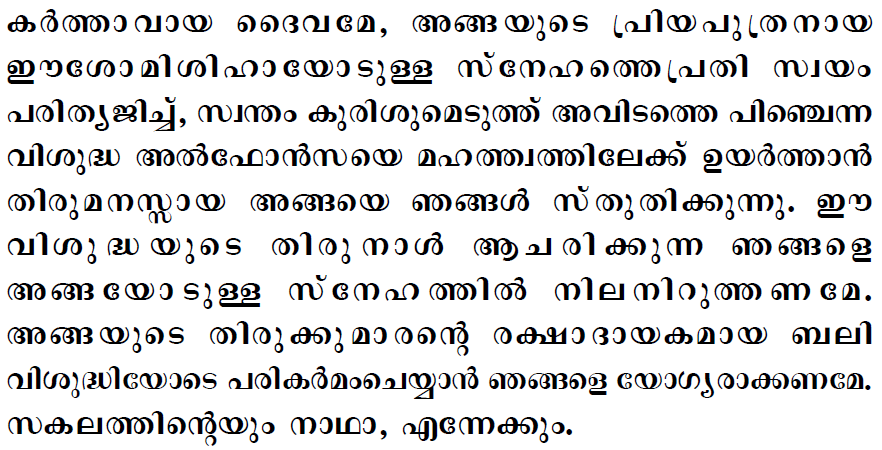 കർത്താവായ ദൈവമേ, അങ്ങയുടെ പ്രിയപുത്രനായ
ഈശോമിശിഹായോടുള്ള സ്നേഹത്തെപ്രതി സ്വയം
പരിത്യജിച്ച്, സ്വന്തം കുരിശുമെടുത്ത് അവിടത്തെ പിഞ്ചെന്ന
വിശുദ്ധ അൽഫോൻസയെ മഹത്ത്വത്തിലേക്ക് ഉയർത്താൻ
തിരുമനസ്സായ അങ്ങയെ ഞങ്ങൾ സ്തുതിക്കുന്നു. ഈ
വിശുദ്ധയുടെ തിരുനാൾ ആചരിക്കുന്ന ഞങ്ങളെ
അങ്ങയോടുള്ള സ്നേഹത്തിൽ നിലനിറുത്തണമേ.
അങ്ങയുടെ തിരുക്കുമാരന്റെ രക്ഷാദായകമായ ബലി
വിശുദ്ധിയോടെ പരികർമംചെയ്യാൻ ഞങ്ങളെ യോഗ്യരാക്കണമേ.
സകലത്തിന്റെയും നാഥാ, എന്നേക്കും.